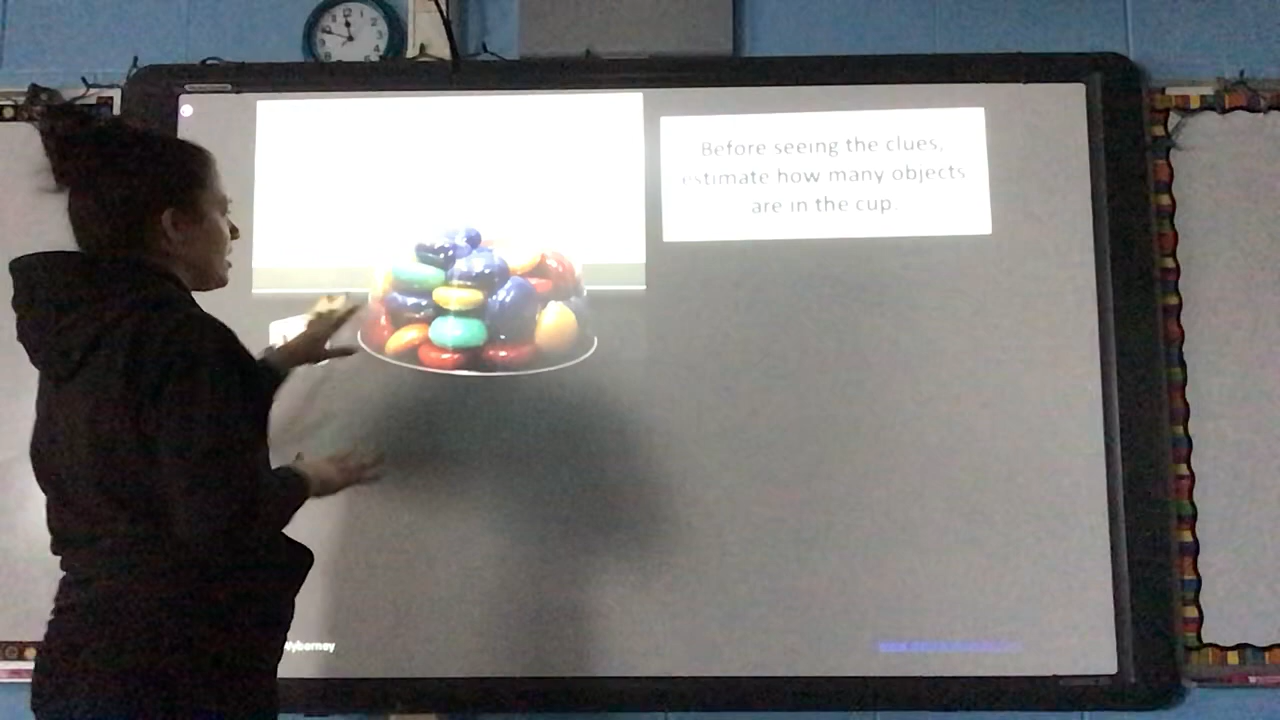 Before seeing the clues,
estimate how many objects
are in the cup.